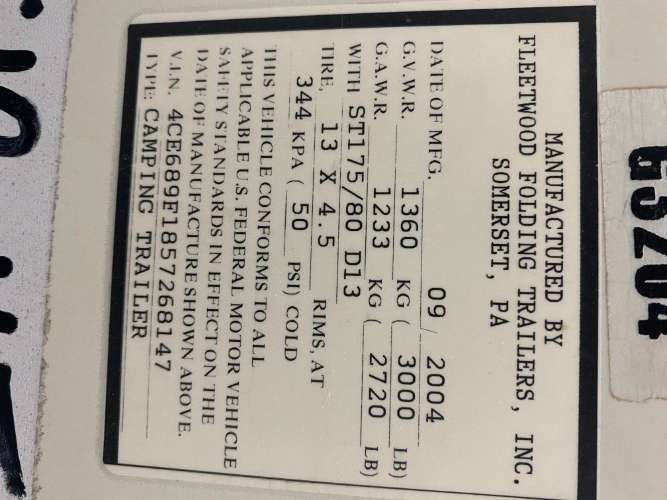 MANUFACTURED BY
FLEETWOOD FOLDING TRAILERS, INC.
SOMERSET, PA
DATE OF MFG. 09 / 2004
G.V.W.R. 1360 KG ( 3000 LB)
G.A.W.R. 1233 KG ( 2720 LB)
WITH ST175/80 D13
TIRE, 13 X 4.5 RIMS, AT
344 KPA ( 50 PSI) COLD
THIS VEHICLE CONFORMS TO ALL
APPLICABLE U.S. FEDERAL MOTOR VEHICLE
SAFETY STANDARDS IN EFFECT ON THE
DATE OF MANUFACTURE SHOWN ABOVE.
V.I.N. 4CE689F1857268147
TYPE: CAMPING TRAILER